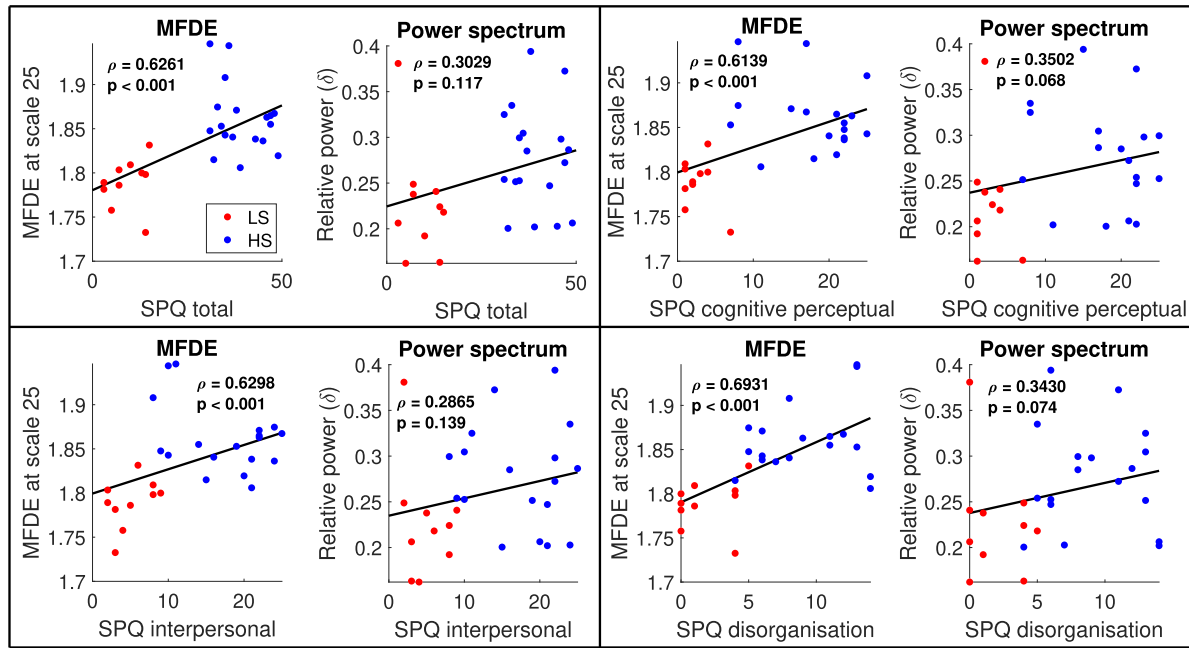 MFDE
ρ = 0.6261
p < 0.001
MFDE at scale 25
1.9
1.85
1.8
1.75
1.7
LS
HS
0
50
SPQ total
Power spectrum
ρ = 0.3029
p = 0.117
Relative power (δ)
0.4
0.35
0.3
0.25
0.2
0
50
SPQ total
MFDE
ρ = 0.6139
p < 0.001
MFDE at scale 25
1.9
1.85
1.8
1.75
1.7
0
10
20
SPQ cognitive perceptual
Power spectrum
ρ = 0.3502
p = 0.068
Relative power (δ)
0.4
0.35
0.3
0.25
0.2
0
10
20
SPQ cognitive perceptual
MFDE
ρ = 0.6298
p < 0.001
MFDE at scale 25
1.9
1.85
1.8
1.75
1.7
0
10
20
SPQ interpersonal
Power spectrum
ρ = 0.2865
p = 0.139
Relative power (δ)
0.4
0.35
0.3
0.25
0.2
0
10
20
SPQ interpersonal
MFDE
ρ = 0.6931
p < 0.001
MFDE at scale 25
1.9
1.85
1.8
1.75
1.7
0
5
10
SPQ disorganisation
Power spectrum
ρ = 0.3430
p = 0.074
Relative power (δ)
0.4
0.35
0.3
0.25
0.2
0
5
10
SPQ disorganisation